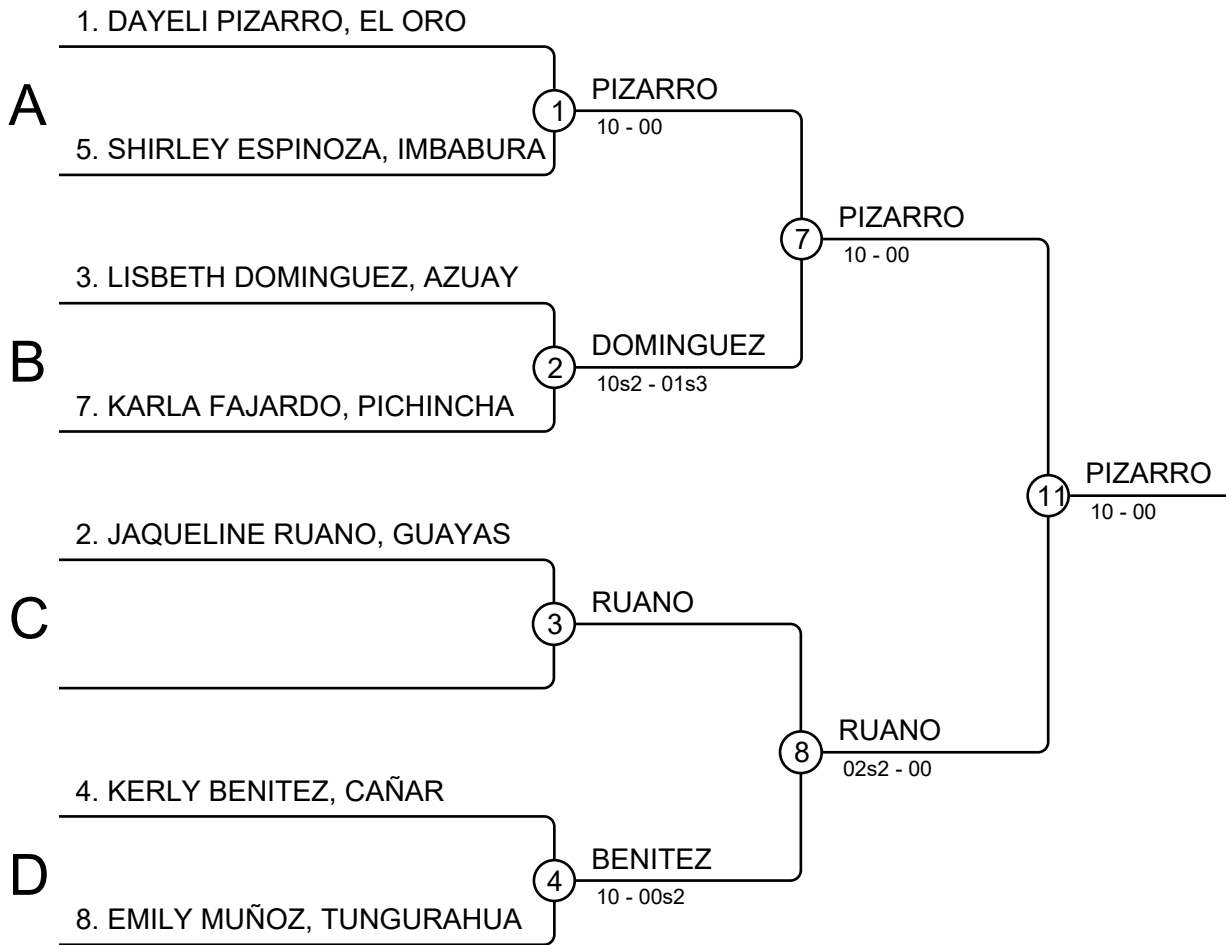 1. DAYELI PIZARRO, EL ORO
A
1
PIZARRO
10 - 00
5. SHIRLEY ESPINOZA, IMBABURA
7
PIZARRO
10 - 00
3. LISBETH DOMINGUEZ, AZUAY
B
2
DOMINGUEZ
10s2 - 01s3
7. KARLA FAJARDO, PICHINCHA
11
PIZARRO
10 - 00
2. JAQUELINE RUANO, GUAYAS
C
3
RUANO
8
RUANO
02s2 - 00
4. KERLY BENITEZ, CAÑAR
D
4
BENITEZ
10 - 00s2
8. EMILY MUÑOZ, TUNGURAHUA